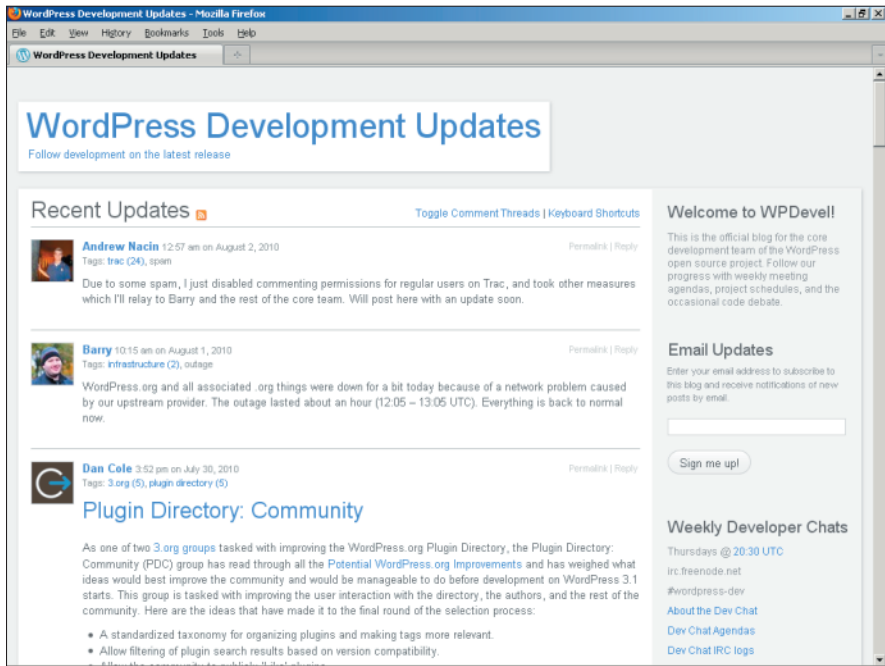 WordPress Development Updates - Mozilla Firefox
File Edit View History Bookmarks Tools Help
WordPress Development Updates
WordPress Development Updates
Follow development on the latest release
Recent Updates
Toggle Comment Threads | Keyboard Shortcuts
Andrew Nacin 12:57 am on August 2, 2010
Permalink | Reply
Tags: trac (24), spam
Due to some spam, I just disabled commenting permissions for regular users on Trac, and took other measures
which I'll relay to Barry and the rest of the core team. Will post here with an update soon.
Barry 10:15 am on August 1, 2010
Permalink | Reply
Tags: infrastructure (2), outage
WordPress.org and all associated .org things were down for a bit today because of a network problem caused
by our upstream provider. The outage lasted about an hour (12:05 – 13:05 UTC). Everything is back to normal
now.
Dan Cole 3:52 pm on July 30, 2010
Permalink | Reply
Tags: 3.org (5), plugin directory (5)
Plugin Directory: Community
As one of two 3.org groups tasked with improving the WordPress.org Plugin Directory, the Plugin Directory:
Community (PDC) group has read through all the Potential WordPress.org Improvements and has weighed what
ideas would best improve the community and would be manageable to do before development on WordPress 3.1
starts. This group is tasked with improving the user interaction with the directory, the authors, and the rest of the
community. Here are the ideas that have made it to the final round of the selection process:
• A standardized taxonomy for organizing plugins and making tags more relevant.
• Allow filtering of plugin search results based on version compatibility.
Welcome to WPDevel!
This is the official blog for the core
development team of the WordPress
open source project. Follow our
progress with weekly meeting
agendas, project schedules, and the
occasional code debate.
Email Updates
Enter your email address to subscribe to
this blog and receive notifications of new
posts by email.
Sign me up!
Weekly Developer Chats
Thursdays @ 20:30 UTC
irc.freenode.net
#wordpress-dev
About the Dev Chat
Dev Chat Agendas
Dev Chat IRC logs